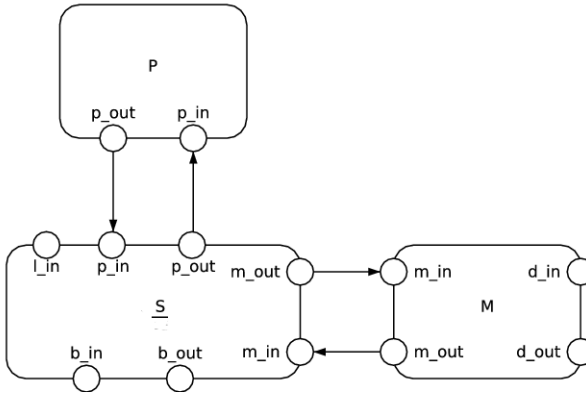 P
p_out p_in
l_in p_in p_out
m_out m_in d_in
S M
b_in b_out m_in m_out d_out